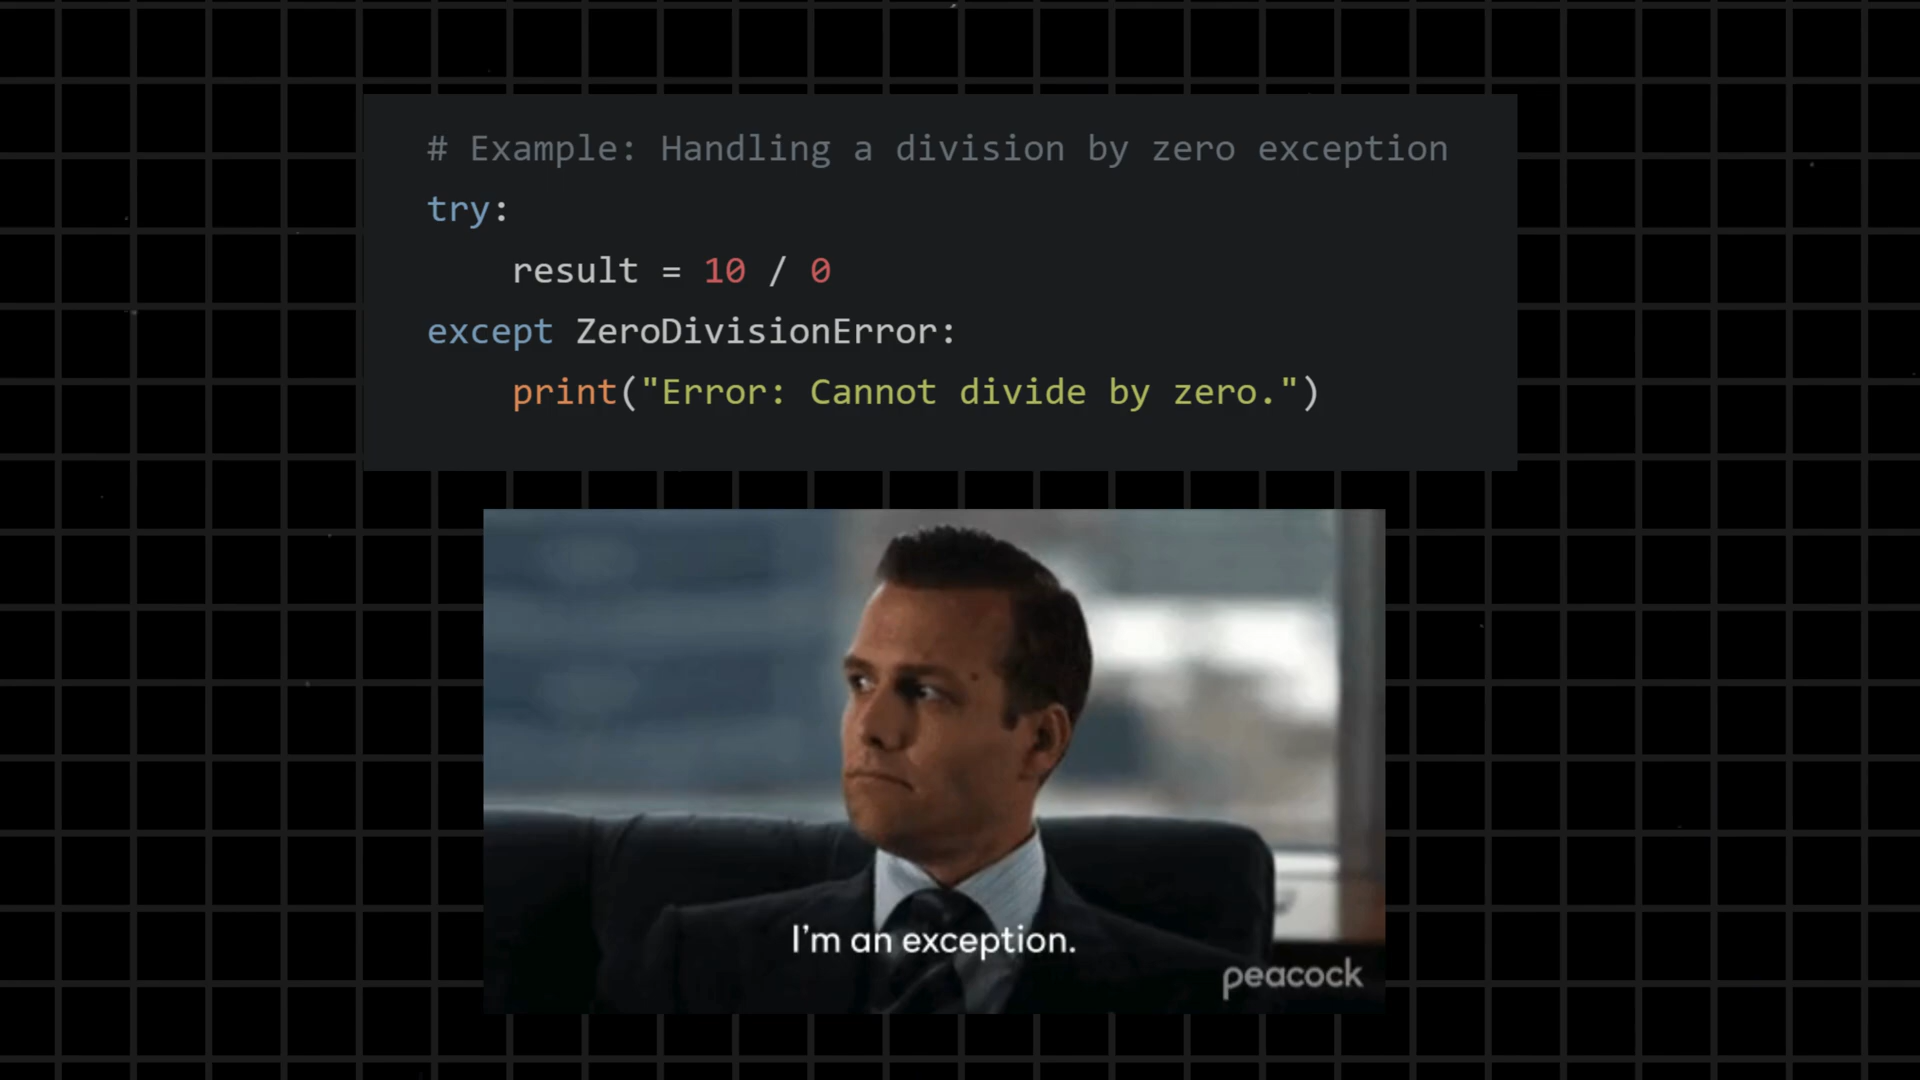 # Example: Handling a division by zero exception
try:
    result = 10 / 0
except ZeroDivisionError:
    print("Error: Cannot divide by zero.")
I'm an exception.
peacock